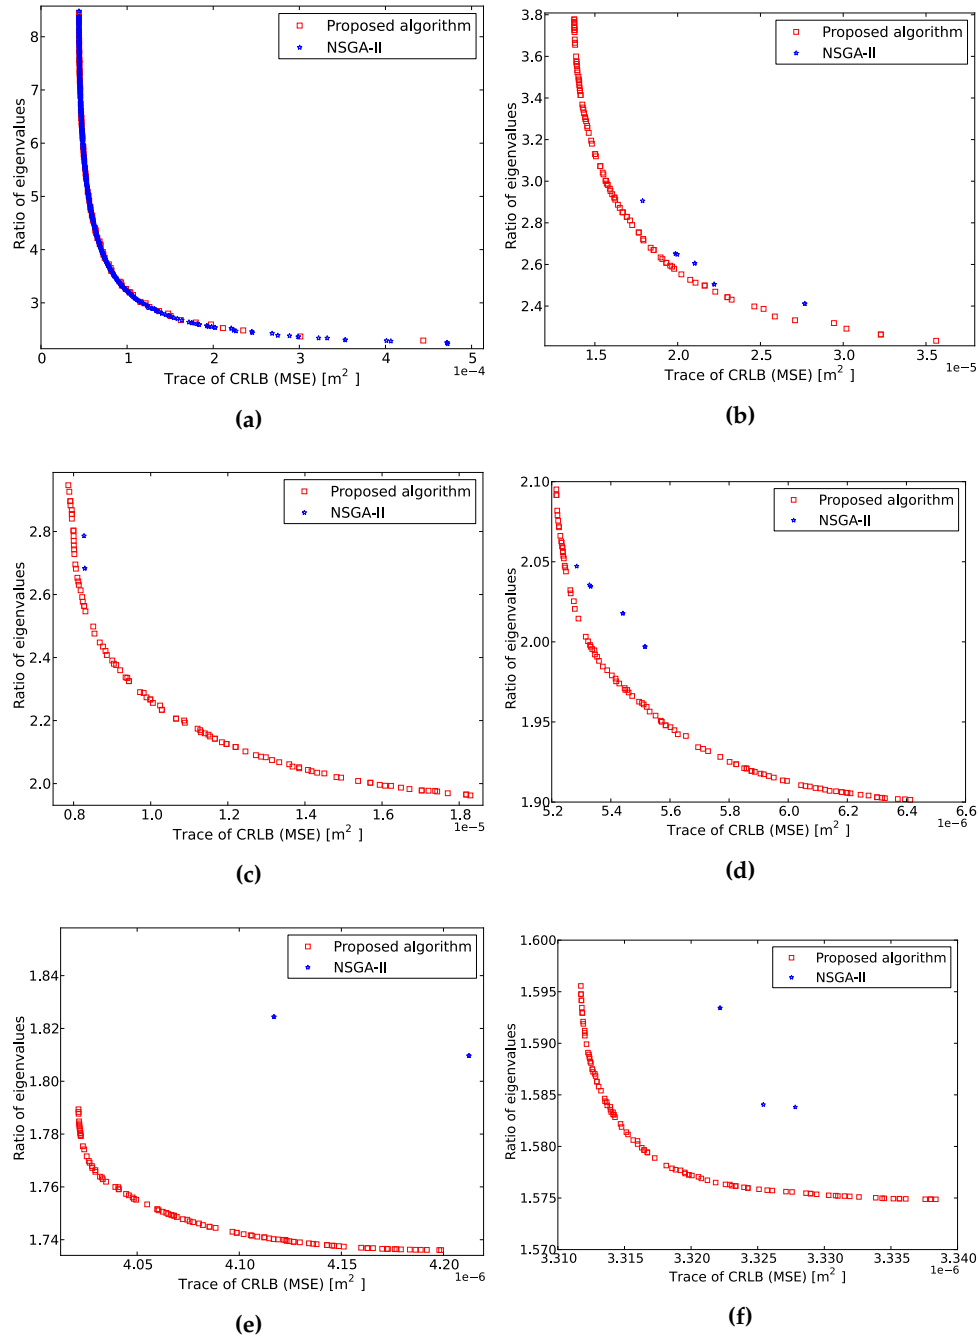 Proposed algorithm
NSGA-II
Ratio of eigenvalues
8
7
6
5
4
3
0 1 2 3 4 5
1e-4
Trace of CRLB (MSE) [m²]
(a)
Proposed algorithm
NSGA-II
Ratio of eigenvalues
3.8
3.6
3.4
3.2
3.0
2.8
2.6
2.4
1.5 2.0 2.5 3.0 3.5
1e-5
Trace of CRLB (MSE) [m²]
(b)
Proposed algorithm
NSGA-II
Ratio of eigenvalues
2.8
2.6
2.4
2.2
2.0
0.8 1.0 1.2 1.4 1.6 1.8
1e-5
Trace of CRLB (MSE) [m²]
(c)
Proposed algorithm
NSGA-II
Ratio of eigenvalues
2.10
2.05
2.00
1.95
1.90
5.2 5.4 5.6 5.8 6.0 6.2 6.4 6.6
1e-6
Trace of CRLB (MSE) [m²]
(d)
Proposed algorithm
NSGA-II
Ratio of eigenvalues
1.84
1.82
1.80
1.78
1.76
1.74
4.05 4.10 4.15 4.20
1e-6
Trace of CRLB (MSE) [m²]
(e)
Proposed algorithm
NSGA-II
Ratio of eigenvalues
1.600
1.595
1.590
1.585
1.580
1.575
1.570
3.310 3.315 3.320 3.325 3.330 3.335 3.340
1e-6
Trace of CRLB (MSE) [m²]
(f)